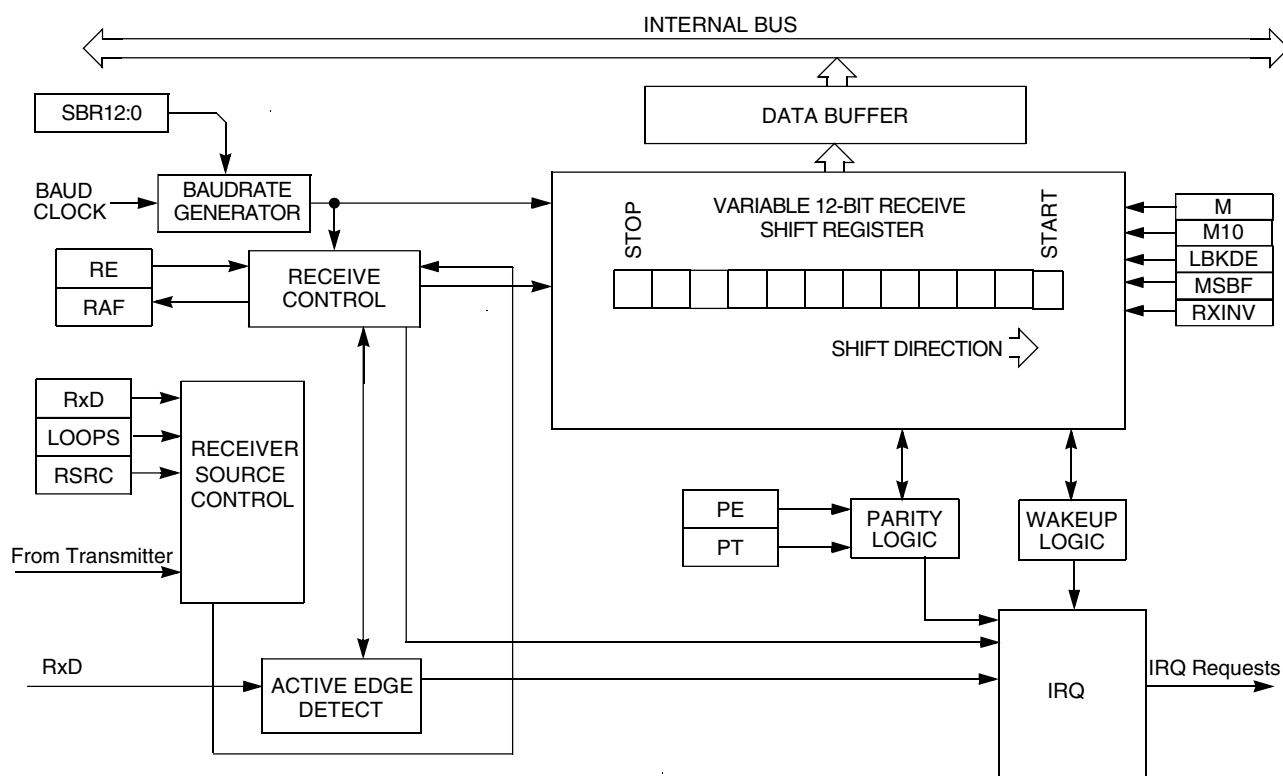 INTERNAL BUS
SBR12:0
DATA BUFFER
BAUD
CLOCK
BAUDRATE
GENERATOR
STOP
VARIABLE 12-BIT RECEIVE
SHIFT REGISTER
START
M
M10
LBKDE
MSBF
RXINV
RE
RAF
RECEIVE
CONTROL
SHIFT DIRECTION
RxD
LOOPS
RSRC
RECEIVER
SOURCE
CONTROL
From Transmitter
PE
PT
PARITY
LOGIC
WAKEUP
LOGIC
RxD
ACTIVE EDGE
DETECT
IRQ
IRQ Requests